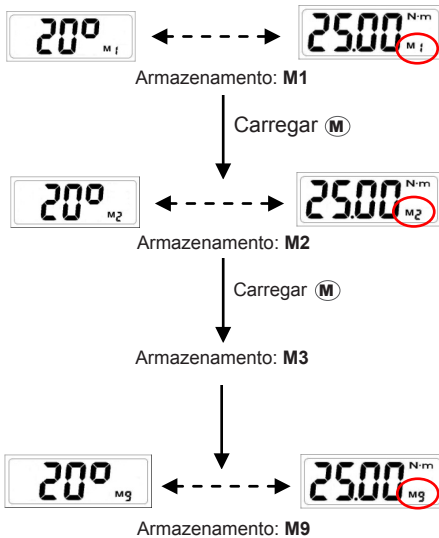 20° M1 25.00 N·m M1
Armazenamento: M1
Carregar M
20° M2 25.00 N·m M2
Armazenamento: M2
Carregar M
Armazenamento: M3
20° M9 25.00 N·m M9
Armazenamento: M9